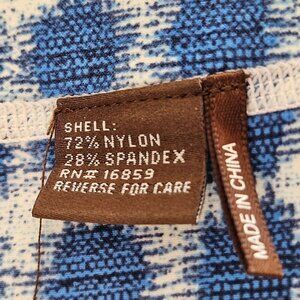 SHELL:
72% NYLON
28% SPANDEX
RN# 16859
REVERSE FOR CARE
MADE IN CHINA